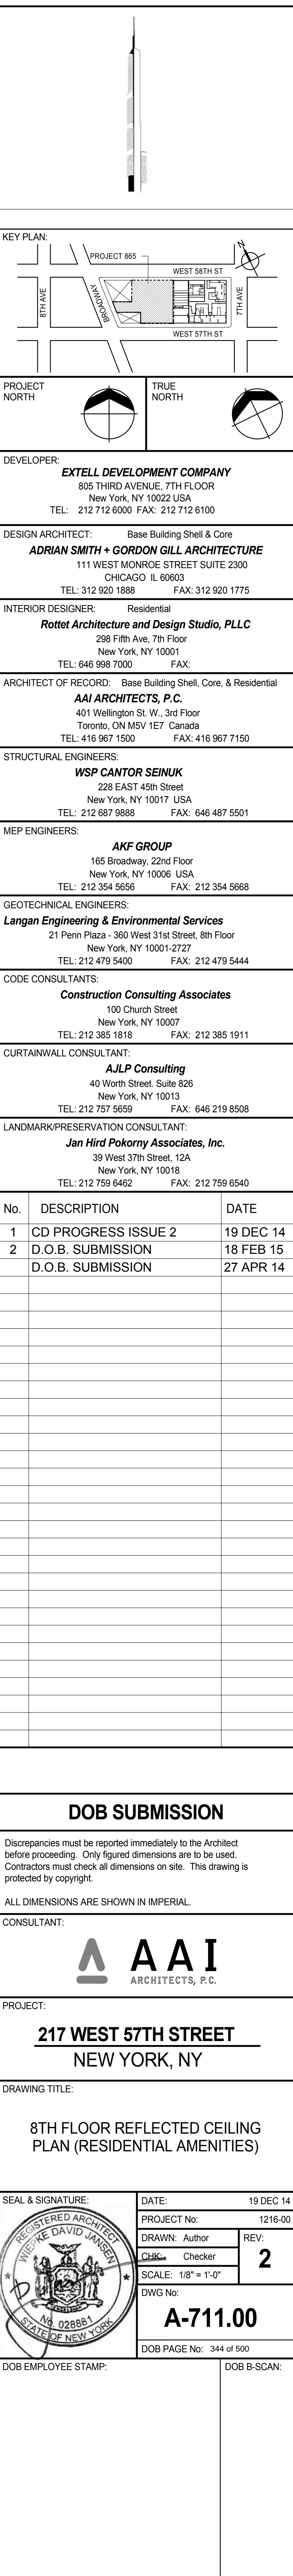 KEY PLAN:
N
PROJECT 865
WEST 58TH ST
8TH AVE
BROADWAY
7TH AVE
WEST 57TH ST
PROJECT
NORTH
TRUE
NORTH
DEVELOPER:
EXTELL DEVELOPMENT COMPANY
805 THIRD AVENUE, 7TH FLOOR
New York, NY 10022 USA
TEL: 212 712 6000 FAX: 212 712 6100
DESIGN ARCHITECT: Base Building Shell & Core
ADRIAN SMITH + GORDON GILL ARCHITECTURE
111 WEST MONROE STREET SUITE 2300
CHICAGO IL 60603
TEL: 312 920 1888 FAX: 312 920 1775
INTERIOR DESIGNER: Residential
Rottet Architecture and Design Studio, PLLC
298 Fifth Ave, 7th Floor
New York, NY 10001
TEL: 646 998 7000 FAX:
ARCHITECT OF RECORD: Base Building Shell, Core, & Residential
AAI ARCHITECTS, P.C.
401 Wellington St. W., 3rd Floor
Toronto, ON M5V 1E7 Canada
TEL: 416 967 1500 FAX: 416 967 7150
STRUCTURAL ENGINEERS:
WSP CANTOR SEINUK
228 EAST 45th Street
New York, NY 10017 USA
TEL: 212 687 9888 FAX: 646 487 5501
MEP ENGINEERS:
AKF GROUP
165 Broadway, 22nd Floor
New York, NY 10006 USA
TEL: 212 354 5656 FAX: 212 354 5668
GEOTECHNICAL ENGINEERS:
Langan Engineering & Environmental Services
21 Penn Plaza - 360 West 31st Street, 8th Floor
New York, NY 10001-2727
TEL: 212 479 5400 FAX: 212 479 5444
CODE CONSULTANTS:
Construction Consulting Associates
100 Church Street
New York, NY 10007
TEL: 212 385 1818 FAX: 212 385 1911
CURTAINWALL CONSULTANT:
AJLP Consulting
40 Worth Street. Suite 826
New York, NY 10013
TEL: 212 757 5659 FAX: 646 219 8508
LANDMARK/PRESERVATION CONSULTANT:
Jan Hird Pokorny Associates, Inc.
39 West 37th Street, 12A
New York, NY 10018
TEL: 212 759 6462 FAX: 212 759 6540
No. DESCRIPTION DATE
1 CD PROGRESS ISSUE 2 19 DEC 14
2 D.O.B. SUBMISSION 18 FEB 15
D.O.B. SUBMISSION 27 APR 14
DOB SUBMISSION
Discrepancies must be reported immediately to the Architect
before proceeding. Only figured dimensions are to be used.
Contractors must check all dimensions on site. This drawing is
protected by copyright.
ALL DIMENSIONS ARE SHOWN IN IMPERIAL.
CONSULTANT:
AAI
ARCHITECTS, P.C.
PROJECT:
217 WEST 57TH STREET
NEW YORK, NY
DRAWING TITLE:
8TH FLOOR REFLECTED CEILING
PLAN (RESIDENTIAL AMENITIES)
SEAL & SIGNATURE:
REGISTERED ARCHITECT
WIEPKE DAVID JANSEN
No. 028881
STATE OF NEW YORK
DATE: 19 DEC 14
PROJECT No: 1216-00
DRAWN: Author
CHK: Checker
SCALE: 1/8" = 1'-0"
REV:
2
DWG No:
A-711.00
DOB PAGE No: 344 of 500
DOB EMPLOYEE STAMP:
DOB B-SCAN: